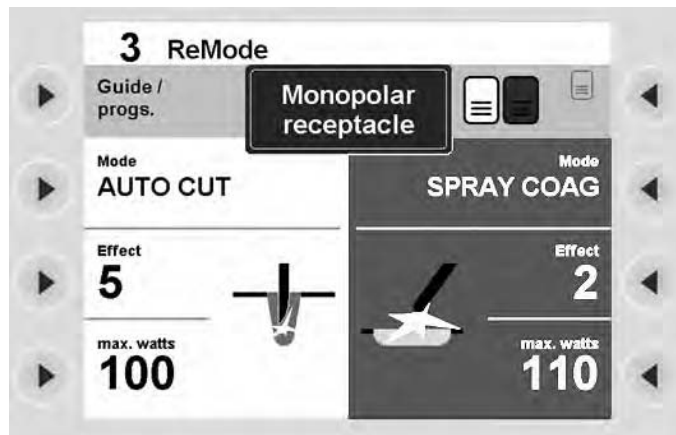 3 ReMode
Guide /
progs.
Monopolar
receptacle
Mode
AUTO CUT
Mode
SPRAY COAG
Effect
5
Effect
2
max. watts
100
max. watts
110